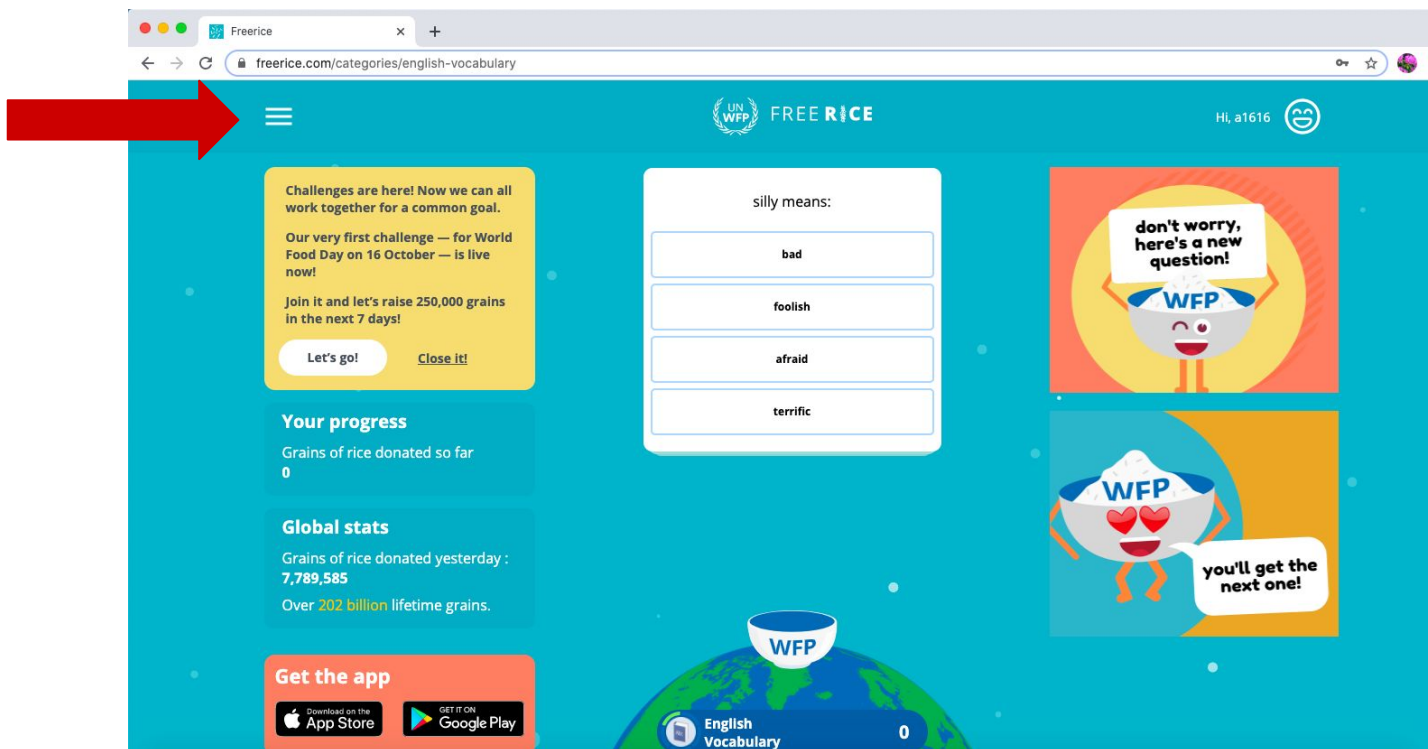 Freerice
freerice.com/categories/english-vocabulary
UN
WFP
FREE RICE
Hi, a1616
Challenges are here! Now we can all
work together for a common goal.
Our very first challenge — for World
Food Day on 16 October — is live
now!
Join it and let's raise 250,000 grains
in the next 7 days!
Let's go!
Close it!
Your progress
Grains of rice donated so far
0
Global stats
Grains of rice donated yesterday :
7,789,585
Over 202 billion lifetime grains.
Get the app
Download on the
App Store
GET IT ON
Google Play
silly means:
bad
foolish
afraid
terrific
WFP
English
Vocabulary
0
don't worry,
here's a new
question!
WFP
WFP
you'll get the
next one!